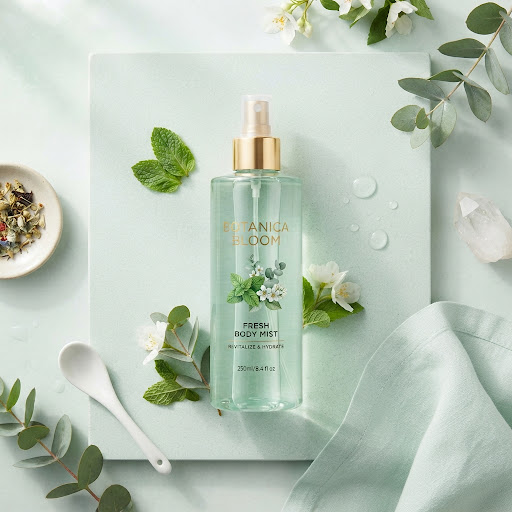 BOTANICA
BLOOM
FRESH
BODY MIST
REVITALIZE & HYDRATE
250ml/8.4 fl oz